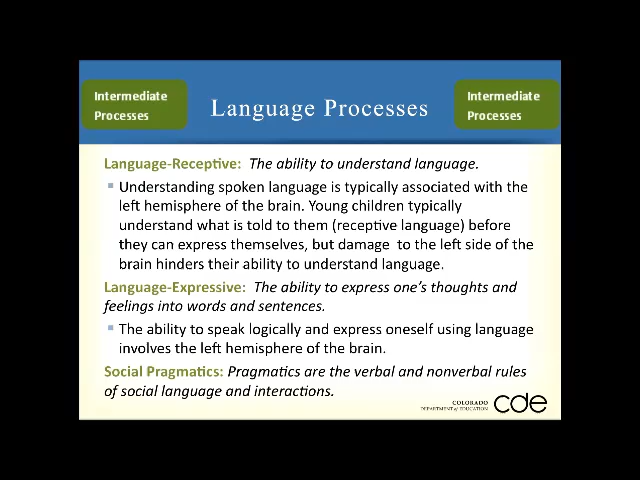 Intermediate
Processes
Language Processes
Intermediate
Processes
Language-Receptive: The ability to understand language.
Understanding spoken language is typically associated with the
left hemisphere of the brain. Young children typically
understand what is told to them (receptive language) before
they can express themselves, but damage to the left side of the
brain hinders their ability to understand language.
Language-Expressive: The ability to express one's thoughts and
feelings into words and sentences.
The ability to speak logically and express oneself using language
involves the left hemisphere of the brain.
Social Pragmatics: Pragmatics are the verbal and nonverbal rules
of social language and interactions.
COLORADO
DEPARTMENT of EDUCATION
cde